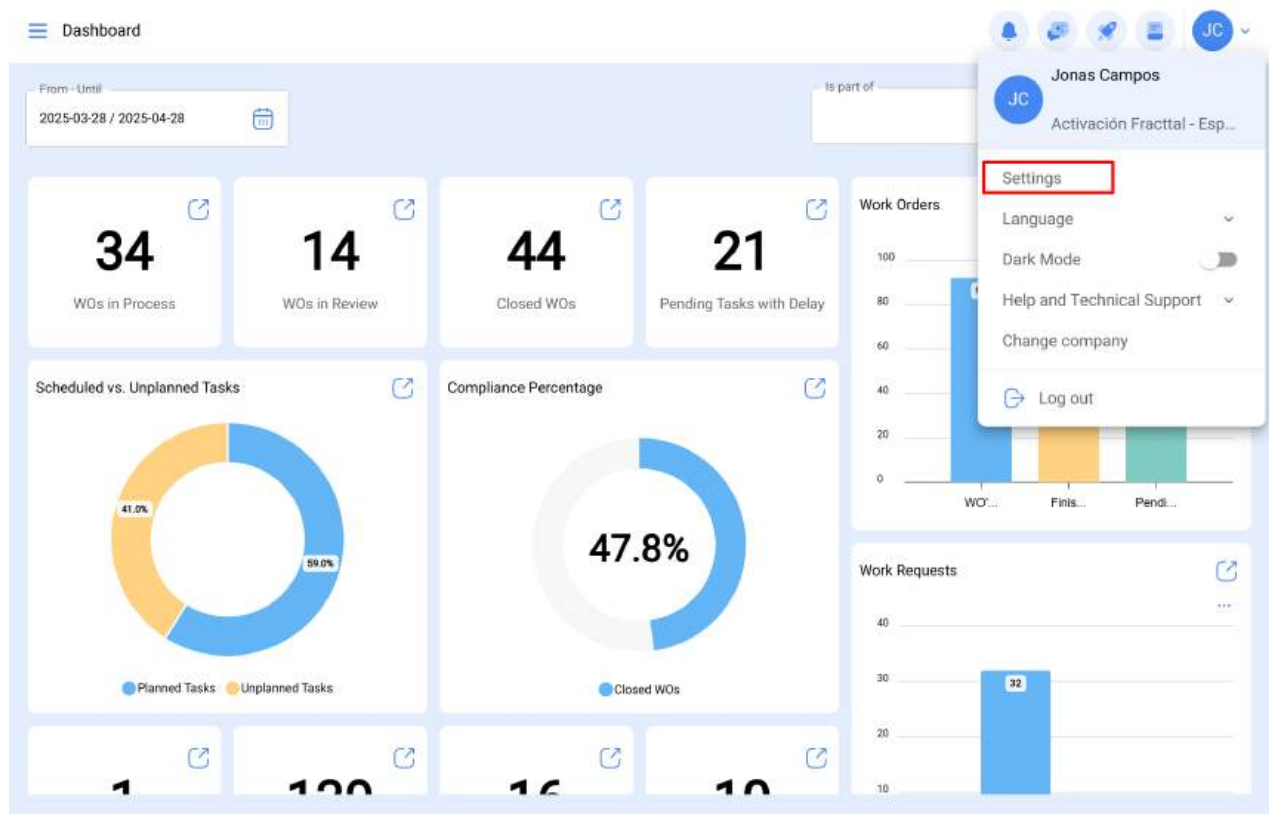 Dashboard
JC
From - Until
2025-03-28 / 2025-04-28
Is part of
JC
Jonas Campos
Activación Fracttal - Esp...
Settings
Language
Dark Mode
Help and Technical Support
Change company
Log out
34
WOs in Process
14
WOs in Review
44
Closed WOs
21
Pending Tasks with Delay
Work Orders
100
80
60
40
20
0
WO'...
Finis...
Pendi...
Scheduled vs. Unplanned Tasks
41.0%
59.0%
Planned Tasks
Unplanned Tasks
Compliance Percentage
47.8%
Closed WOs
Work Requests
...
40
30
20
10
32
1